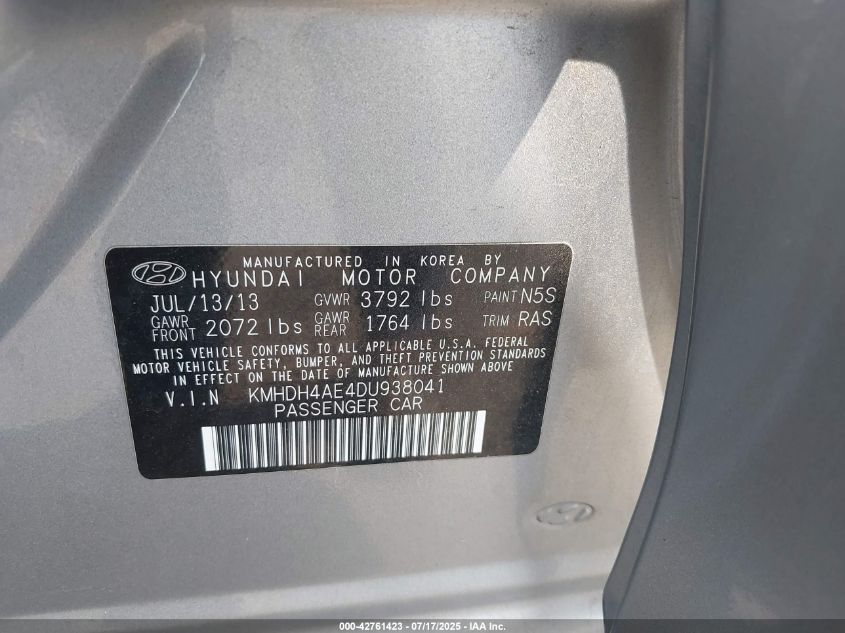 MANUFACTURED IN KOREA BY
HYUNDAI MOTOR COMPANY
JUL/13/13 GVWR 3792 lbs PAINT N5S
GAWR FRONT 2072 lbs GAWR REAR 1764 lbs TRIM RAS
THIS VEHICLE CONFORMS TO ALL APPLICABLE U.S.A. FEDERAL
MOTOR VEHICLE SAFETY, BUMPER, AND THEFT PREVENTION STANDARDS
IN EFFECT ON THE DATE OF MANUFACTURE SHOWN ABOVE
V.I.N KMHDH4AE4DU938041
PASSENGER CAR
000-42761423 - 07/17/2025 - IAA Inc.